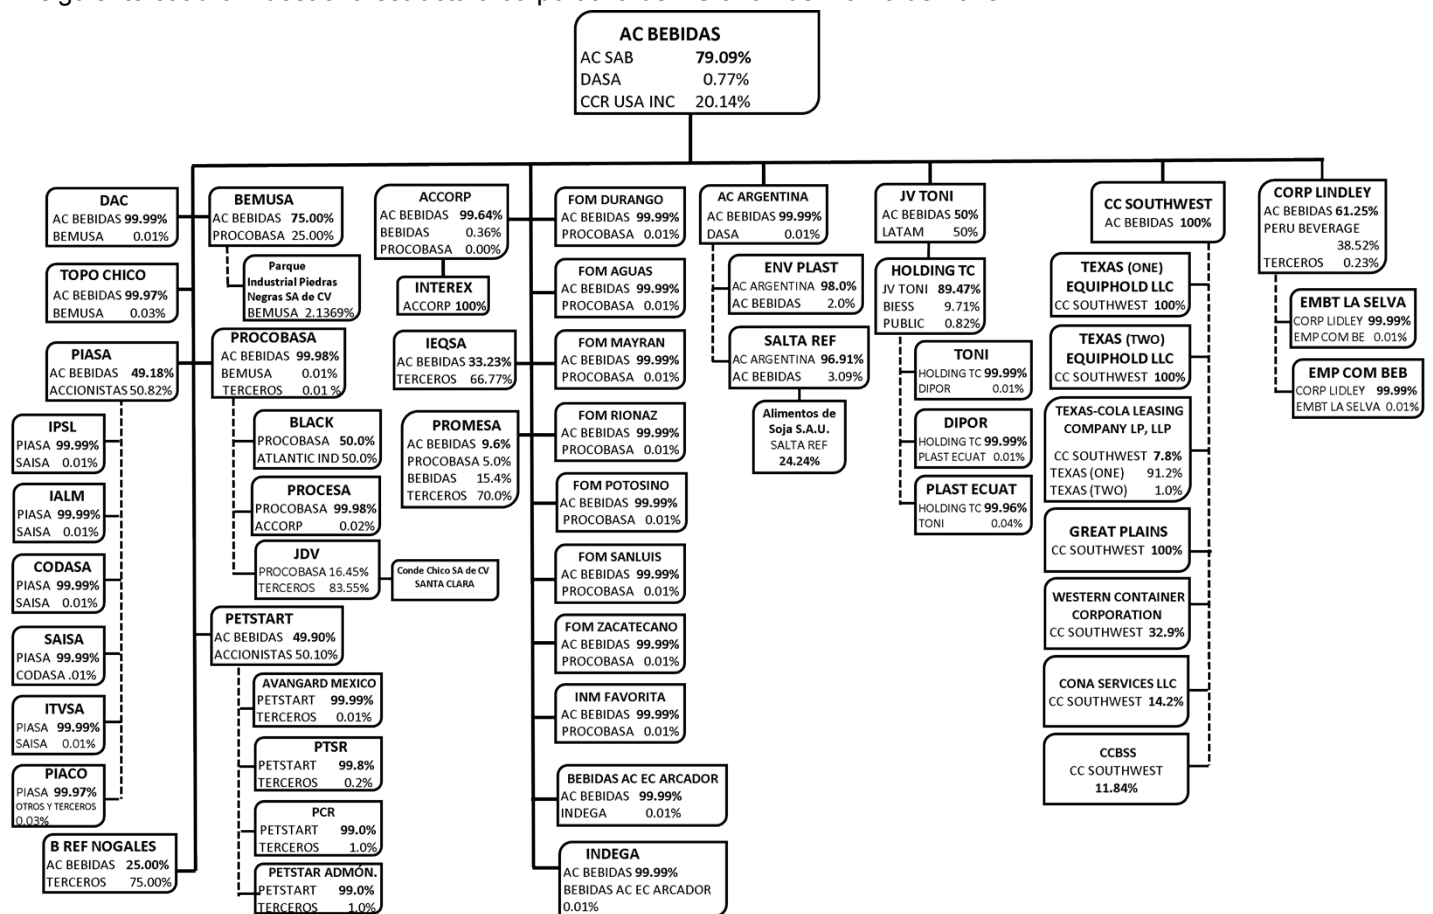 AC BEBIDAS
AC SAB 79.09%
DASA 0.77%
CCR USA INC 20.14%
DAC
AC BEBIDAS 99.99%
BEMUSA 0.01%
TOPO CHICO
AC BEBIDAS 99.97%
BEMUSA 0.03%
PIASA
AC BEBIDAS 49.18%
ACCIONISTAS 50.82%
IPSL
PIASA 99.99%
SAISA 0.01%
IALM
PIASA 99.99%
SAISA 0.01%
CODASA
PIASA 99.99%
SAISA 0.01%
SAISA
PIASA 99.99%
CODASA .01%
ITVSA
PIASA 99.99%
SAISA 0.01%
PIACO
PIASA 99.97%
OTROS Y TERCEROS
0.03%
B REF NOGALES
AC BEBIDAS 25.00%
TERCEROS 75.00%
BEMUSA
AC BEBIDAS 75.00%
PROCOBASA 25.00%
Parque
Industrial Piedras
Negras SA de CV
BEMUSA 2.1369%
PROCOBASA
AC BEBIDAS 99.98%
BEMUSA 0.01%
TERCEROS 0.01 %
BLACK
PROCOBASA 50.0%
ATLANTIC IND 50.0%
PROCESA
PROCOBASA 99.98%
ACCORP 0.02%
JDV
PROCOBASA 16.45%
TERCEROS 83.55%
Conde Chico SA de CV
SANTA CLARA
PETSTART
AC BEBIDAS 49.90%
ACCIONISTAS 50.10%
AVANGARD MEXICO
PETSTART 99.99%
TERCEROS 0.01%
PTSR
PETSTART 99.8%
TERCEROS 0.2%
PCR
PETSTART 99.0%
TERCEROS 1.0%
PETSTAR ADMÓN.
PETSTART 99.0%
TERCEROS 1.0%
ACCORP
AC BEBIDAS 99.64%
BEBIDAS 0.36%
PROCOBASA 0.00%
INTEREX
ACCORP 100%
IEQSA
AC BEBIDAS 33.23%
TERCEROS 66.77%
PROMESA
AC BEBIDAS 9.6%
PROCOBASA 5.0%
BEBIDAS 15.4%
TERCEROS 70.0%
FOM DURANGO
AC BEBIDAS 99.99%
PROCOBASA 0.01%
FOM AGUAS
AC BEBIDAS 99.99%
PROCOBASA 0.01%
FOM MAYRAN
AC BEBIDAS 99.99%
PROCOBASA 0.01%
FOM RIONAZ
AC BEBIDAS 99.99%
PROCOBASA 0.01%
FOM POTOSINO
AC BEBIDAS 99.99%
PROCOBASA 0.01%
FOM SANLUIS
AC BEBIDAS 99.99%
PROCOBASA 0.01%
FOM ZACATECANO
AC BEBIDAS 99.99%
PROCOBASA 0.01%
INM FAVORITA
AC BEBIDAS 99.99%
PROCOBASA 0.01%
BEBIDAS AC EC ARCADOR
AC BEBIDAS 99.99%
INDEGA 0.01%
INDEGA
AC BEBIDAS 99.99%
BEBIDAS AC EC ARCADOR
0.01%
AC ARGENTINA
AC BEBIDAS 99.99%
DASA 0.01%
ENV PLAST
AC ARGENTINA 98.0%
AC BEBIDAS 2.0%
SALTA REF
AC ARGENTINA 96.91%
AC BEBIDAS 3.09%
Alimentos de
Soja S.A.U.
SALTA REF
24.24%
JV TONI
AC BEBIDAS 50%
LATAM 50%
HOLDING TC
JV TONI 89.47%
BIESS 9.71%
PUBLIC 0.82%
TONI
HOLDING TC 99.99%
DIPOR 0.01%
DIPOR
HOLDING TC 99.99%
PLAST ECUAT 0.01%
PLAST ECUAT
HOLDING TC 99.96%
TONI 0.04%
CC SOUTHWEST
AC BEBIDAS 100%
TEXAS (ONE)
EQUIPHOLD LLC
CC SOUTHWEST 100%
TEXAS (TWO)
EQUIPHOLD LLC
CC SOUTHWEST 100%
TEXAS-COLA LEASING
COMPANY LP, LLP
CC SOUTHWEST 7.8%
TEXAS (ONE) 91.2%
TEXAS (TWO) 1.0%
GREAT PLAINS
CC SOUTHWEST 100%
WESTERN CONTAINER
CORPORATION
CC SOUTHWEST 32.9%
CONA SERVICES LLC
CC SOUTHWEST 14.2%
CCBSS
CC SOUTHWEST
11.84%
CORP LINDLEY
AC BEBIDAS 61.25%
PERU BEVERAGE
38.52%
TERCEROS 0.23%
EMBT LA SELVA
CORP LIDLEY 99.99%
EMP COM BE 0.01%
EMP COM BEB
CORP LIDLEY 99.99%
EMBT LA SELVA 0.01%